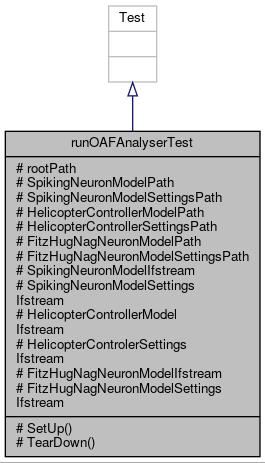 Test
runOAFAnalyserTest
# rootPath
# SpikingNeuronModelPath
# SpikingNeuronModelSettingsPath
# HelicopterControllerModelPath
# HelicopterControllerSettingsPath
# FitzHugNagNeuronModelPath
# FitzHugNagNeuronModelSettingsPath
# SpikingNeuronModelIfstream
# SpikingNeuronModelSettings
Ifstream
# HelicopterControllerModel
Ifstream
# HelicopterControlerSettings
Ifstream
# FitzHugNagNeuronModelIfstream
# FitzHugNagNeuronModelSettings
Ifstream
# SetUp()
# TearDown()